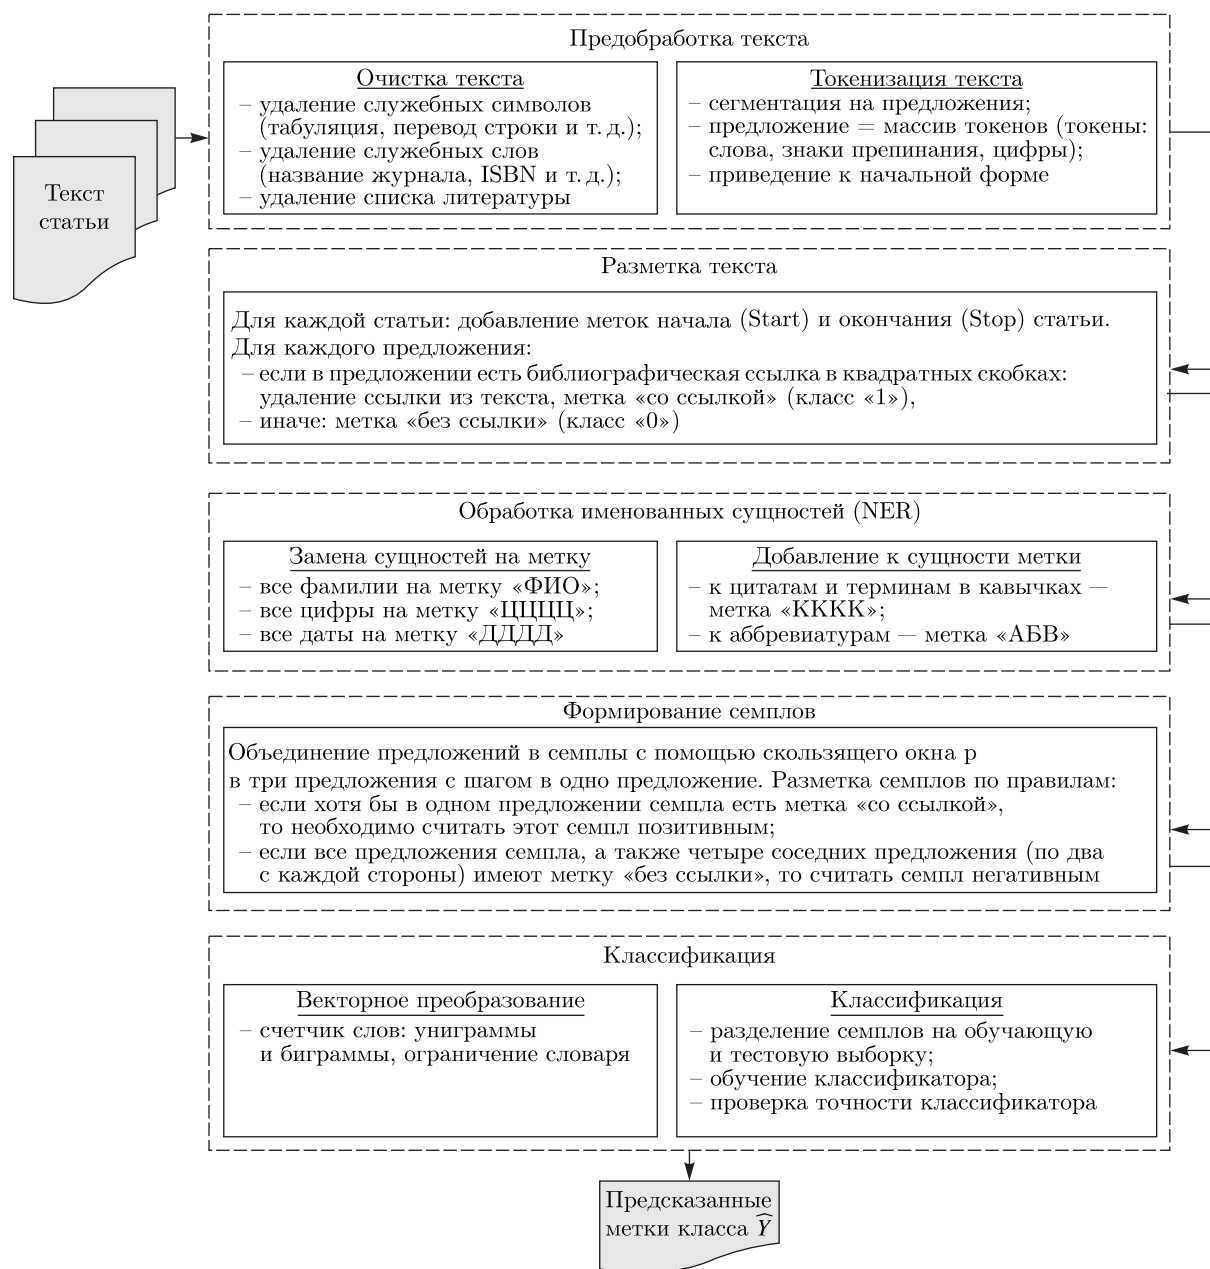 Предобработка текста
Очистка текста
– удаление служебных символов
(табуляция, перевод строки и т. д.);
– удаление служебных слов
(название журнала, ISBN и т. д.);
– удаление списка литературы
Токенизация текста
– сегментация на предложения;
– предложение = массив токенов (токены:
слова, знаки препинания, цифры);
– приведение к начальной форме
Текст
статьи
Разметка текста
Для каждой статьи: добавление меток начала (Start) и окончания (Stop) статьи.
Для каждого предложения:
– если в предложении есть библиографическая ссылка в квадратных скобках:
удаление ссылки из текста, метка «со ссылкой» (класс «1»),
– иначе: метка «без ссылки» (класс «0»)
Обработка именованных сущностей (NER)
Замена сущностей на метку
– все фамилии на метку «ФИО»;
– все цифры на метку «ЦЦЦЦ»;
– все даты на метку «ДДДД»
Добавление к сущности метки
– к цитатам и терминам в кавычках —
метка «КККК»;
– к аббревиатурам — метка «АБВ»
Формирование семплов
Объединение предложений в семплы с помощью скользящего окна р
в три предложения с шагом в одно предложение. Разметка семплов по правилам:
– если хотя бы в одном предложении семпла есть метка «со ссылкой»,
то необходимо считать этот семпл позитивным;
– если все предложения семпла, а также четыре соседних предложения (по два
с каждой стороны) имеют метку «без ссылки», то считать семпл негативным
Классификация
Векторное преобразование
– счетчик слов: униграммы
и биграммы, ограничение словаря
Классификация
– разделение семплов на обучающую
и тестовую выборку;
– обучение классификатора;
– проверка точности классификатора
Предсказанные
метки класса Ŷ